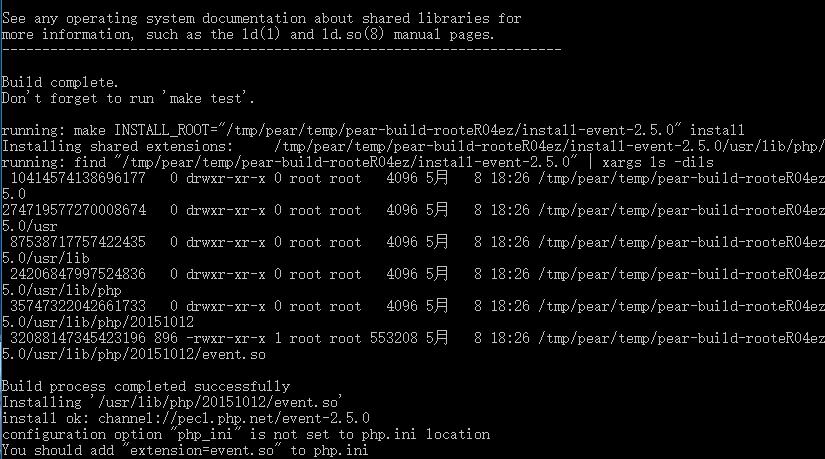 See any operating system documentation about shared libraries for
more information, such as the ld(1) and ld.so(8) manual pages.
----------------------------------------------------------------------
Build complete.
Don't forget to run 'make test'.
running: make INSTALL_ROOT="/tmp/pear/temp/pear-build-rooteR04ez/install-event-2.5.0" install
Installing shared extensions:     /tmp/pear/temp/pear-build-rooteR04ez/install-event-2.5.0/usr/lib/php/
running: find "/tmp/pear/temp/pear-build-rooteR04ez/install-event-2.5.0" | xargs ls -dils
 10414574138696177   0 drwxr-xr-x 0 root root   4096 5月   8 18:26 /tmp/pear/temp/pear-build-rooteR04ez
5.0
274719577270008674   0 drwxr-xr-x 0 root root   4096 5月   8 18:26 /tmp/pear/temp/pear-build-rooteR04ez
5.0/usr
 87538717757422435   0 drwxr-xr-x 0 root root   4096 5月   8 18:26 /tmp/pear/temp/pear-build-rooteR04ez
5.0/usr/lib
 24206847997524836   0 drwxr-xr-x 0 root root   4096 5月   8 18:26 /tmp/pear/temp/pear-build-rooteR04ez
5.0/usr/lib/php
 35747322042661733   0 drwxr-xr-x 0 root root   4096 5月   8 18:26 /tmp/pear/temp/pear-build-rooteR04ez
5.0/usr/lib/php/20151012
 32088147345423196 896 -rwxr-xr-x 1 root root 553208 5月   8 18:26 /tmp/pear/temp/pear-build-rooteR04ez
5.0/usr/lib/php/20151012/event.so
Build process completed successfully
Installing '/usr/lib/php/20151012/event.so'
install ok: channel://pecl.php.net/event-2.5.0
configuration option "php_ini" is not set to php.ini location
You should add "extension=event.so" to php.ini